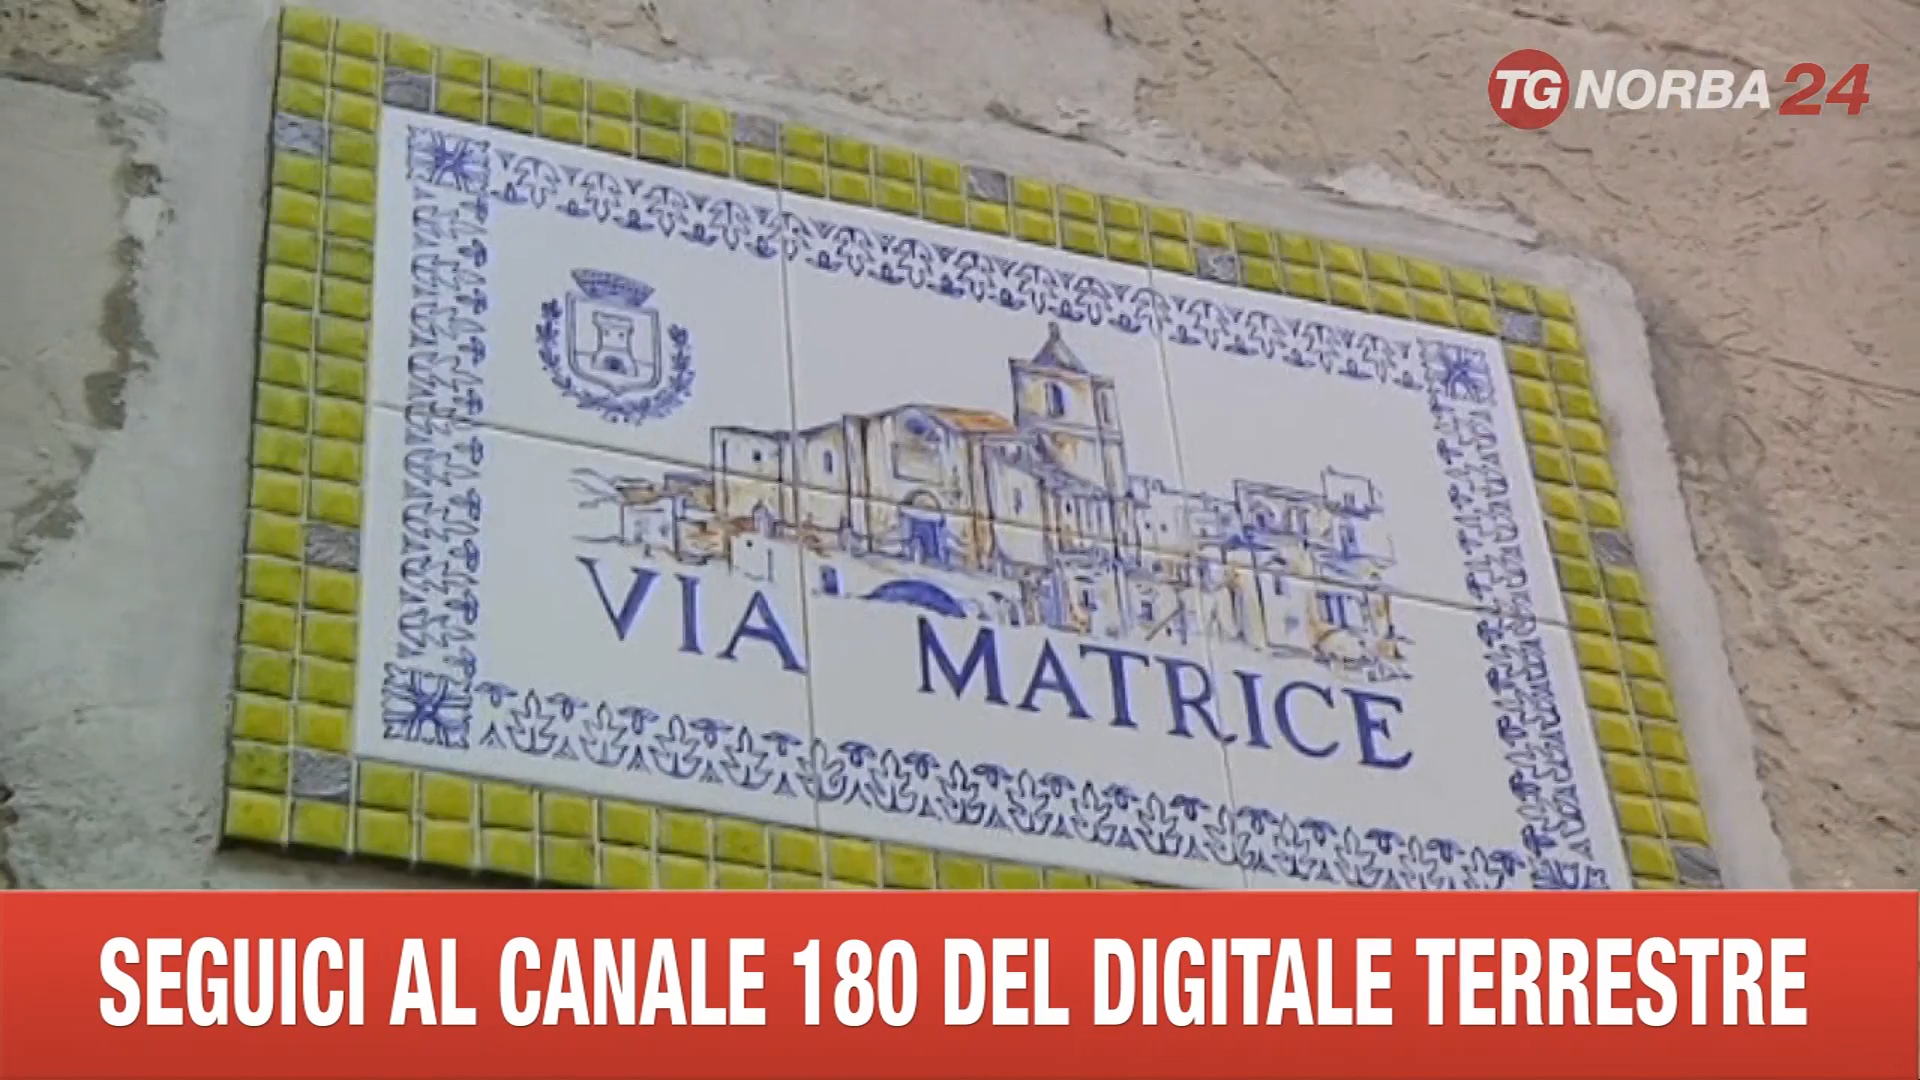 TG NORBA 24
VIA MATRICE
SEGUICI AL CANALE 180 DEL DIGITALE TERRESTRE